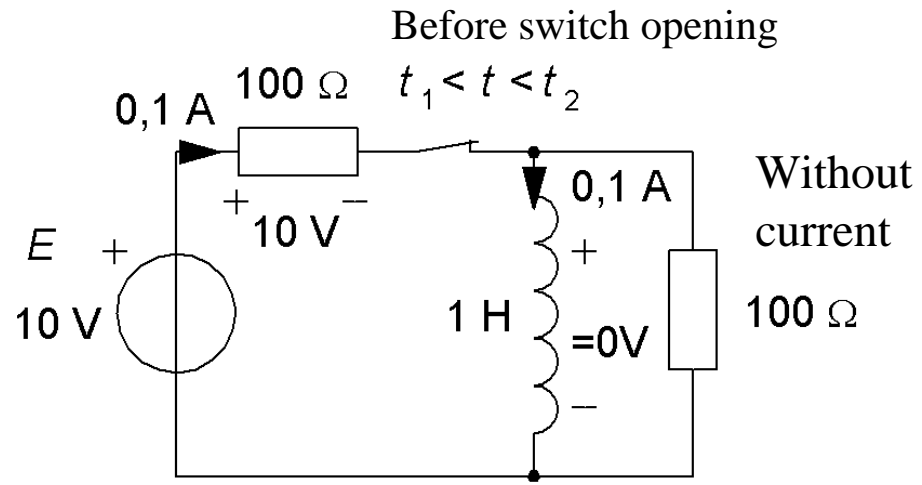 Before switch opening
t₁ < t < t₂
100 Ω
0,1 A
+ 10 V –
E +
10 V
0,1 A
+
1 H
=0V
–
Without
current
100 Ω